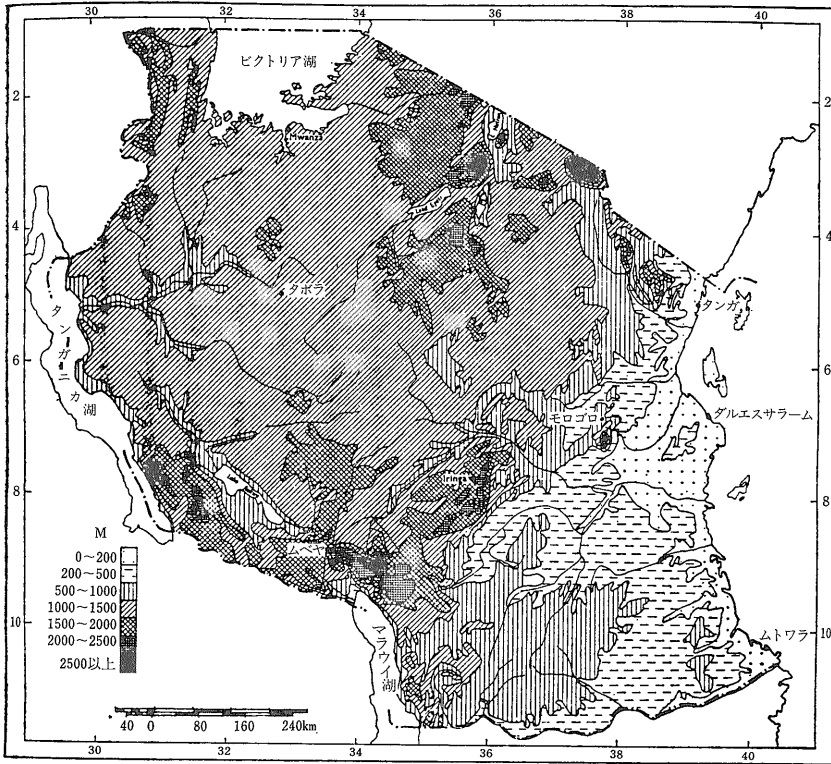 30 32 34 36 38 40
ビクトリア湖
2 2
Mwanza
4 4
タボラ
タンガ
タンガニカ湖
6 6
モロゴロ
ダルエスサラーム
Iringa
8 8
Lake
M
ムベヤ
0~200
200~500
500~1000
1000~1500
1500~2000
2000~2500
2500以上
10 10
ムトワラ
マラウイ湖
40 0 80 160 240km
30 32 34 36 38 40